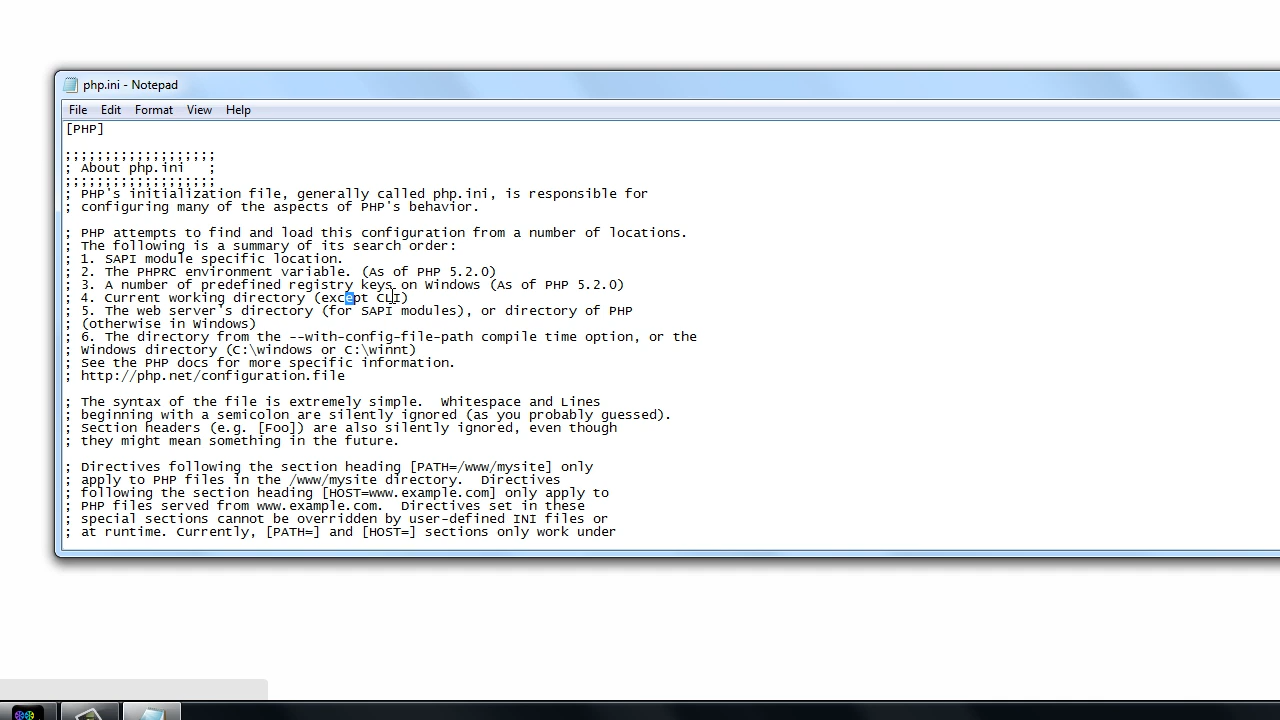 php.ini - Notepad
File Edit Format View Help
[PHP]
;;;;;;;;;;;;;;;;;;;
; About php.ini   ;
;;;;;;;;;;;;;;;;;;;
; PHP's initialization file, generally called php.ini, is responsible for
; configuring many of the aspects of PHP's behavior.
; PHP attempts to find and load this configuration from a number of locations.
; The following is a summary of its search order:
; 1. SAPI module specific location.
; 2. The PHPRC environment variable. (As of PHP 5.2.0)
; 3. A number of predefined registry keys on Windows (As of PHP 5.2.0)
; 4. Current working directory (except CLI)
; 5. The web server's directory (for SAPI modules), or directory of PHP
; (otherwise in Windows)
; 6. The directory from the --with-config-file-path compile time option, or the
; Windows directory (C:\windows or C:\winnt)
; See the PHP docs for more specific information.
; http://php.net/configuration.file
; The syntax of the file is extremely simple.  Whitespace and Lines
; beginning with a semicolon are silently ignored (as you probably guessed).
; Section headers (e.g. [Foo]) are also silently ignored, even though
; they might mean something in the future.
; Directives following the section heading [PATH=/www/mysite] only
; apply to PHP files in the /www/mysite directory.  Directives
; following the section heading [HOST=www.example.com] only apply to
; PHP files served from www.example.com.  Directives set in these
; special sections cannot be overridden by user-defined INI files or
; at runtime. Currently, [PATH=] and [HOST=] sections only work under